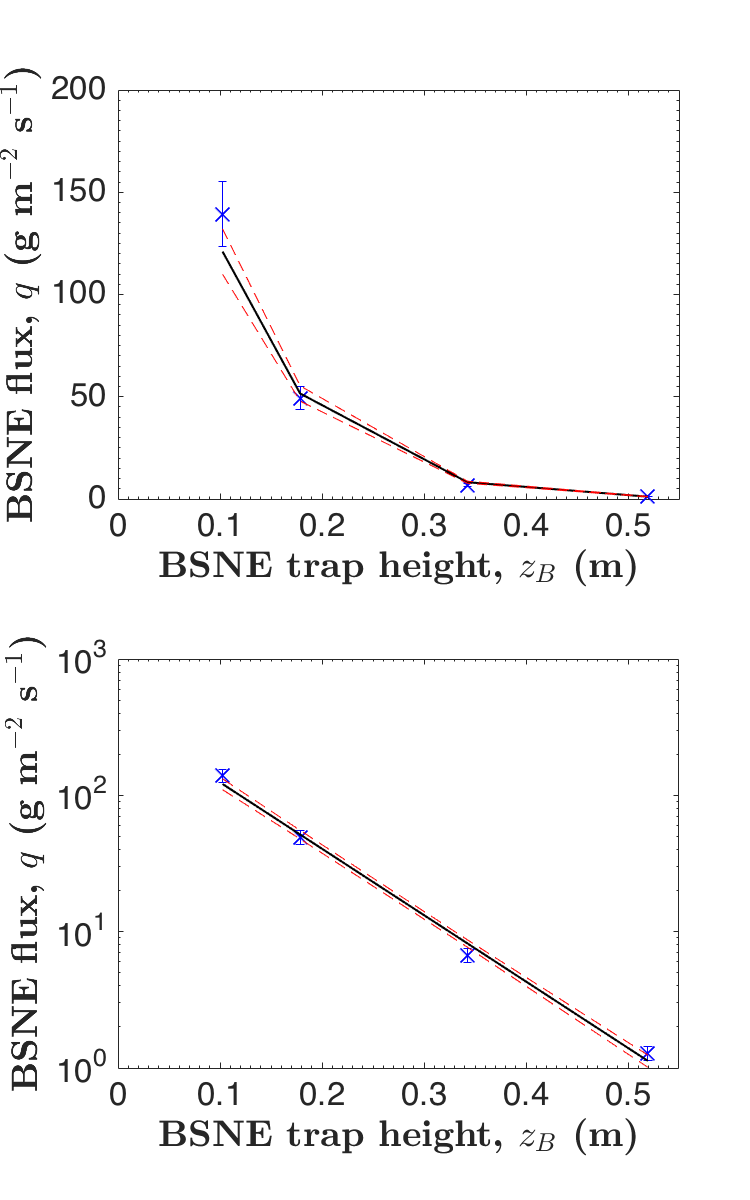 BSNE flux, q (g m⁻² s⁻¹)
200
150
100
50
0
0 0.1 0.2 0.3 0.4 0.5
BSNE trap height, z_B (m)
BSNE flux, q (g m⁻² s⁻¹)
10³
10²
10¹
10⁰
0 0.1 0.2 0.3 0.4 0.5
BSNE trap height, z_B (m)